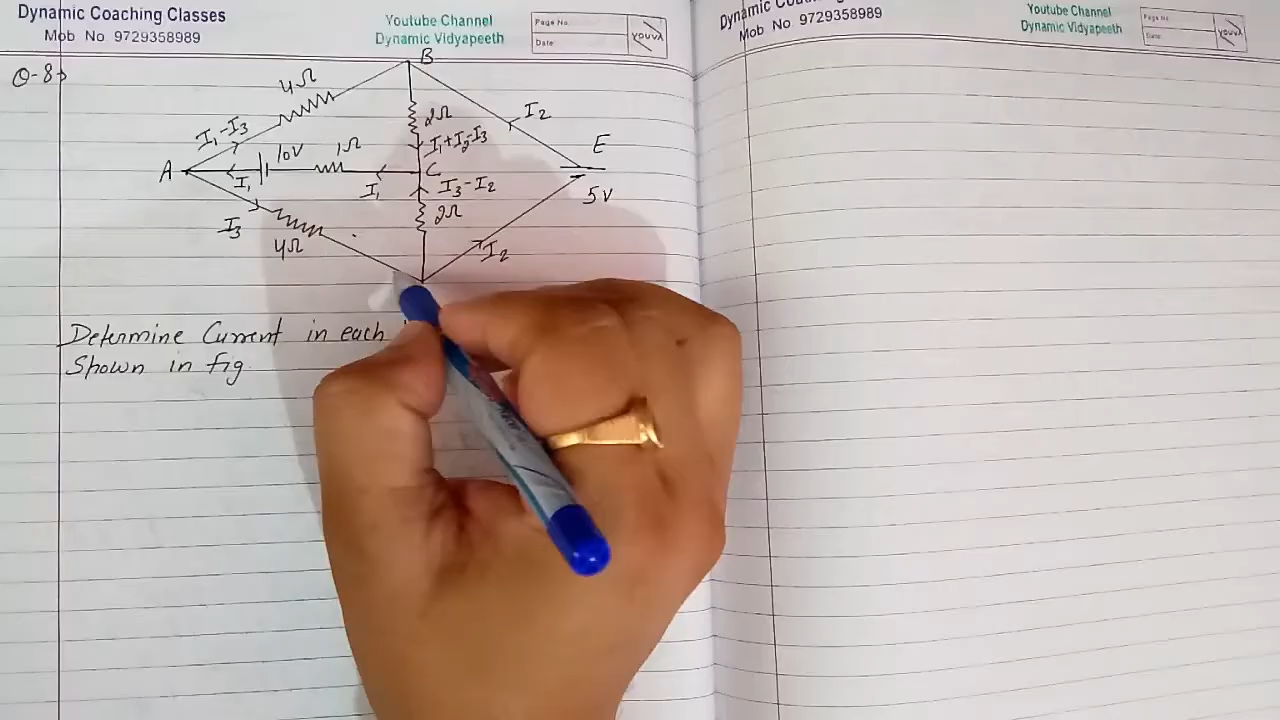 Dynamic Coaching Classes
Mob No 9729358989
Youtube Channel
Dynamic Vidyapeeth
Page No
Date
youva
Dynamic
Mob No 9729358989
Youtube Channel
Dynamic Vidyapeeth
Page No
Date
youva
Q-8
B
4Ω
2Ω
I2
I1-I3
I1+I2-I3
E
A
10V
1Ω
C
I1
I1
I3-I2
5V
I3
2Ω
4Ω
I2
Determine Current in each
Shown in fig